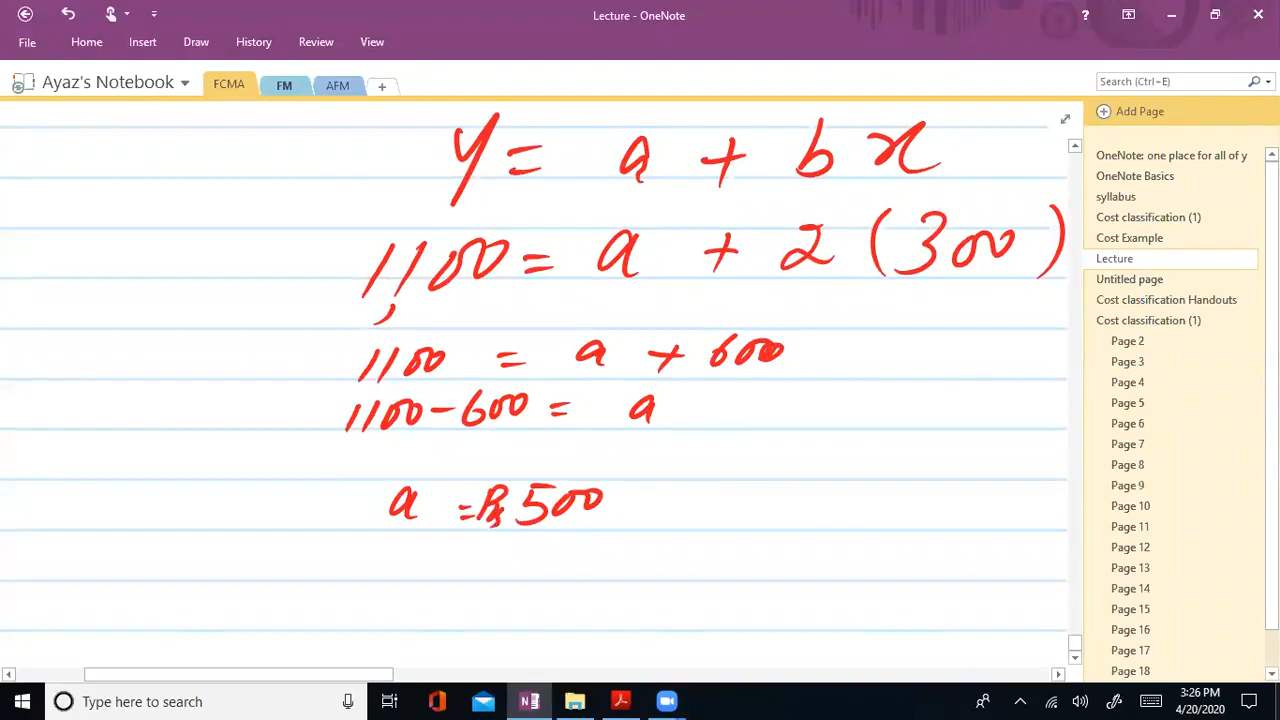 Lecture - OneNote
File Home Insert Draw History Review View
Ayaz's Notebook FCMA FM AFM +
Search (Ctrl+E)
Add Page
y = a + bx
1,100 = a + 2 (300)
1100 = a + 600
1100 - 600 = a
a = Rs 500
OneNote: one place for all of y
OneNote Basics
syllabus
Cost classification (1)
Cost Example
Lecture
Untitled page
Cost classification Handouts
Cost classification (1)
Page 2
Page 3
Page 4
Page 5
Page 6
Page 7
Page 8
Page 9
Page 10
Page 11
Page 12
Page 13
Page 14
Page 15
Page 16
Page 17
Page 18
Type here to search
3:26 PM
4/20/2020